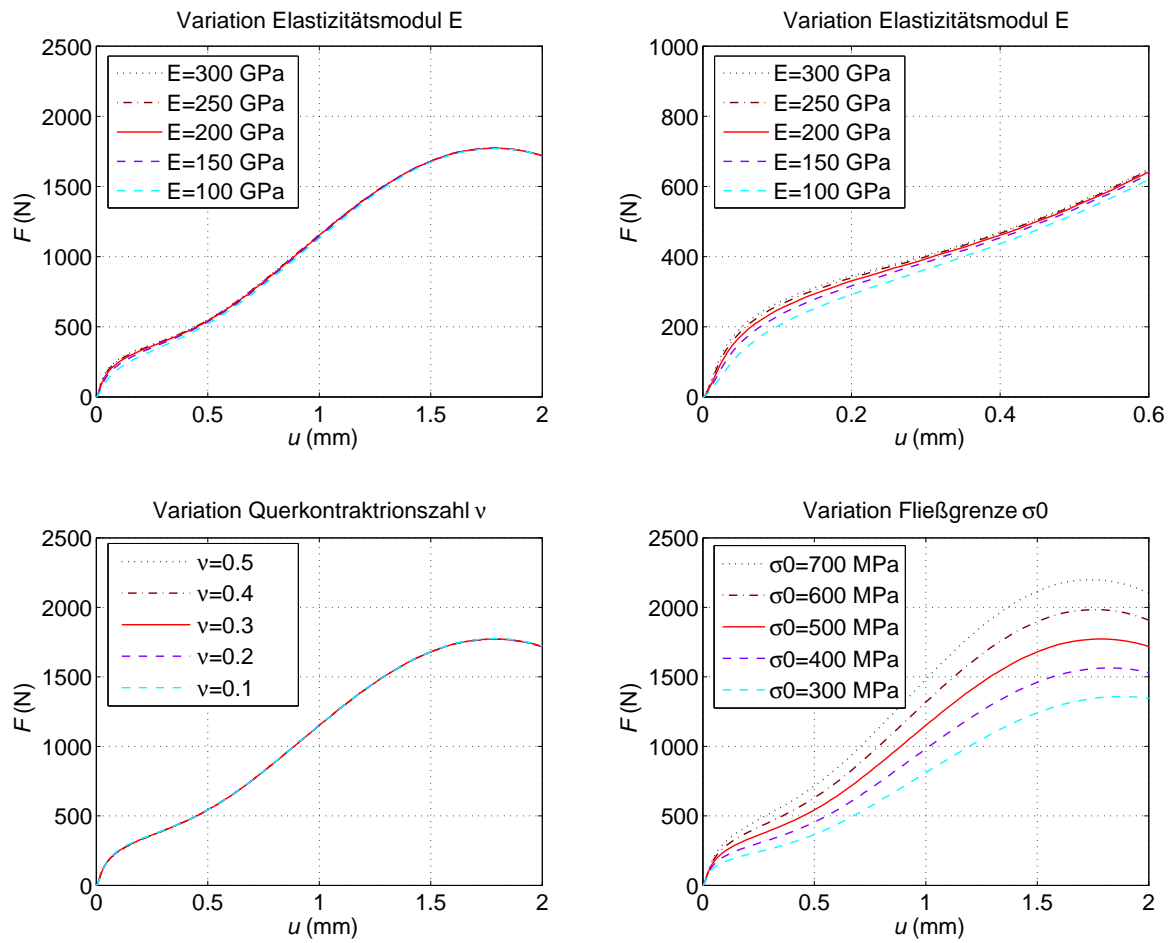 Variation Elastizitätsmodul E
2500
2000
1500
1000
500
0
0
0.5
1
1.5
2
F (N)
u (mm)
E=300 GPa
E=250 GPa
E=200 GPa
E=150 GPa
E=100 GPa
Variation Elastizitätsmodul E
1000
800
600
400
200
0
0
0.2
0.4
0.6
F (N)
u (mm)
E=300 GPa
E=250 GPa
E=200 GPa
E=150 GPa
E=100 GPa
Variation Querkontraktrionszahl ν
2500
2000
1500
1000
500
0
0
0.5
1
1.5
2
F (N)
u (mm)
ν=0.5
ν=0.4
ν=0.3
ν=0.2
ν=0.1
Variation Fließgrenze σ0
2500
2000
1500
1000
500
0
0
0.5
1
1.5
2
F (N)
u (mm)
σ0=700 MPa
σ0=600 MPa
σ0=500 MPa
σ0=400 MPa
σ0=300 MPa